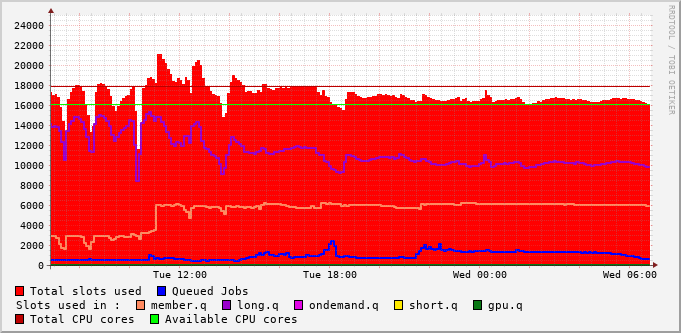 RRDTOOL / TOBI OETIKER
24000
22000
20000
18000
16000
14000
12000
10000
8000
6000
4000
2000
0
Tue 12:00 Tue 18:00 Wed 00:00 Wed 06:00
Total slots used Queued Jobs
Slots used in : member.q long.q ondemand.q short.q gpu.q
Total CPU cores Available CPU cores